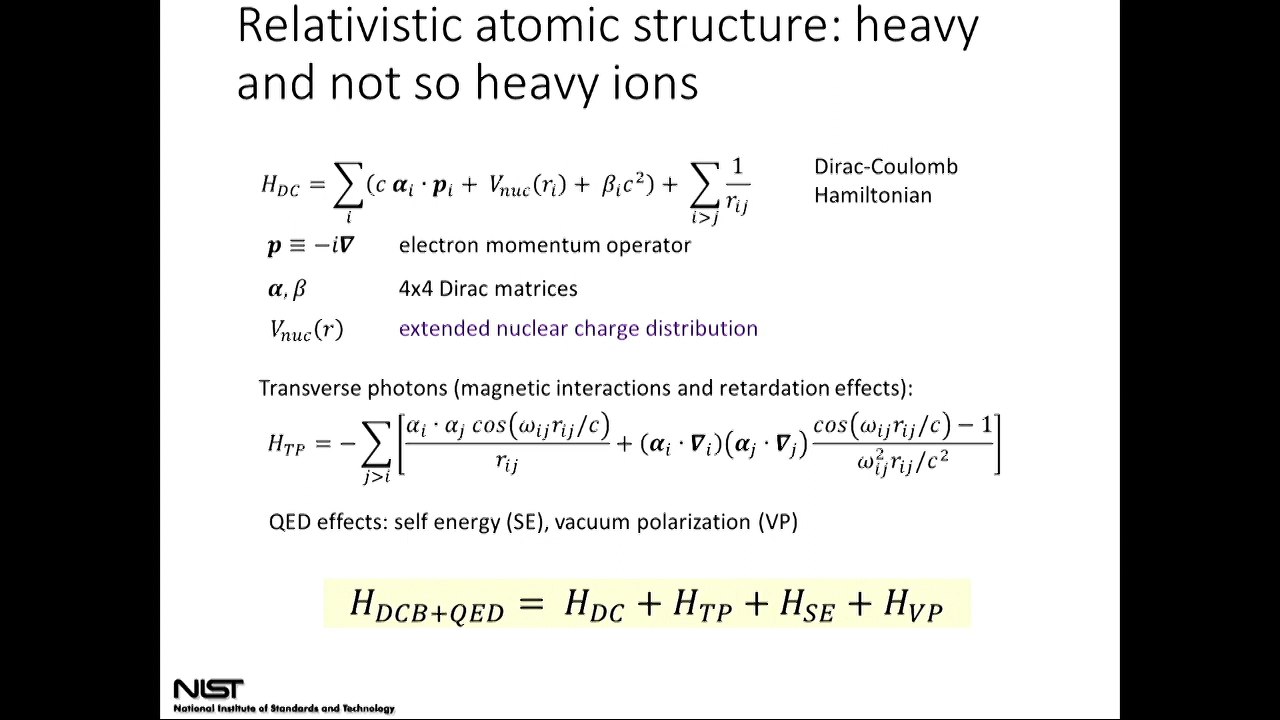 Relativistic atomic structure: heavy
and not so heavy ions
H_DC = ∑_i (c 𝜶_i · 𝒑_i + V_nuc(r_i) + β_i c²) + ∑_{i>j} 1/r_ij
Dirac-Coulomb
Hamiltonian
𝒑 ≡ −i𝛁 electron momentum operator
𝜶, β 4x4 Dirac matrices
V_nuc(r) extended nuclear charge distribution
Transverse photons (magnetic interactions and retardation effects):
H_TP = − ∑_{j>i} [ α_i · α_j cos(ω_ij r_ij/c) / r_ij + (𝜶_i · 𝛁_i)(𝜶_j · 𝛁_j) (cos(ω_ij r_ij/c) − 1) / (ω_ij² r_ij/c²) ]
QED effects: self energy (SE), vacuum polarization (VP)
H_DCB+QED = H_DC + H_TP + H_SE + H_VP
NIST
National Institute of Standards and Technology